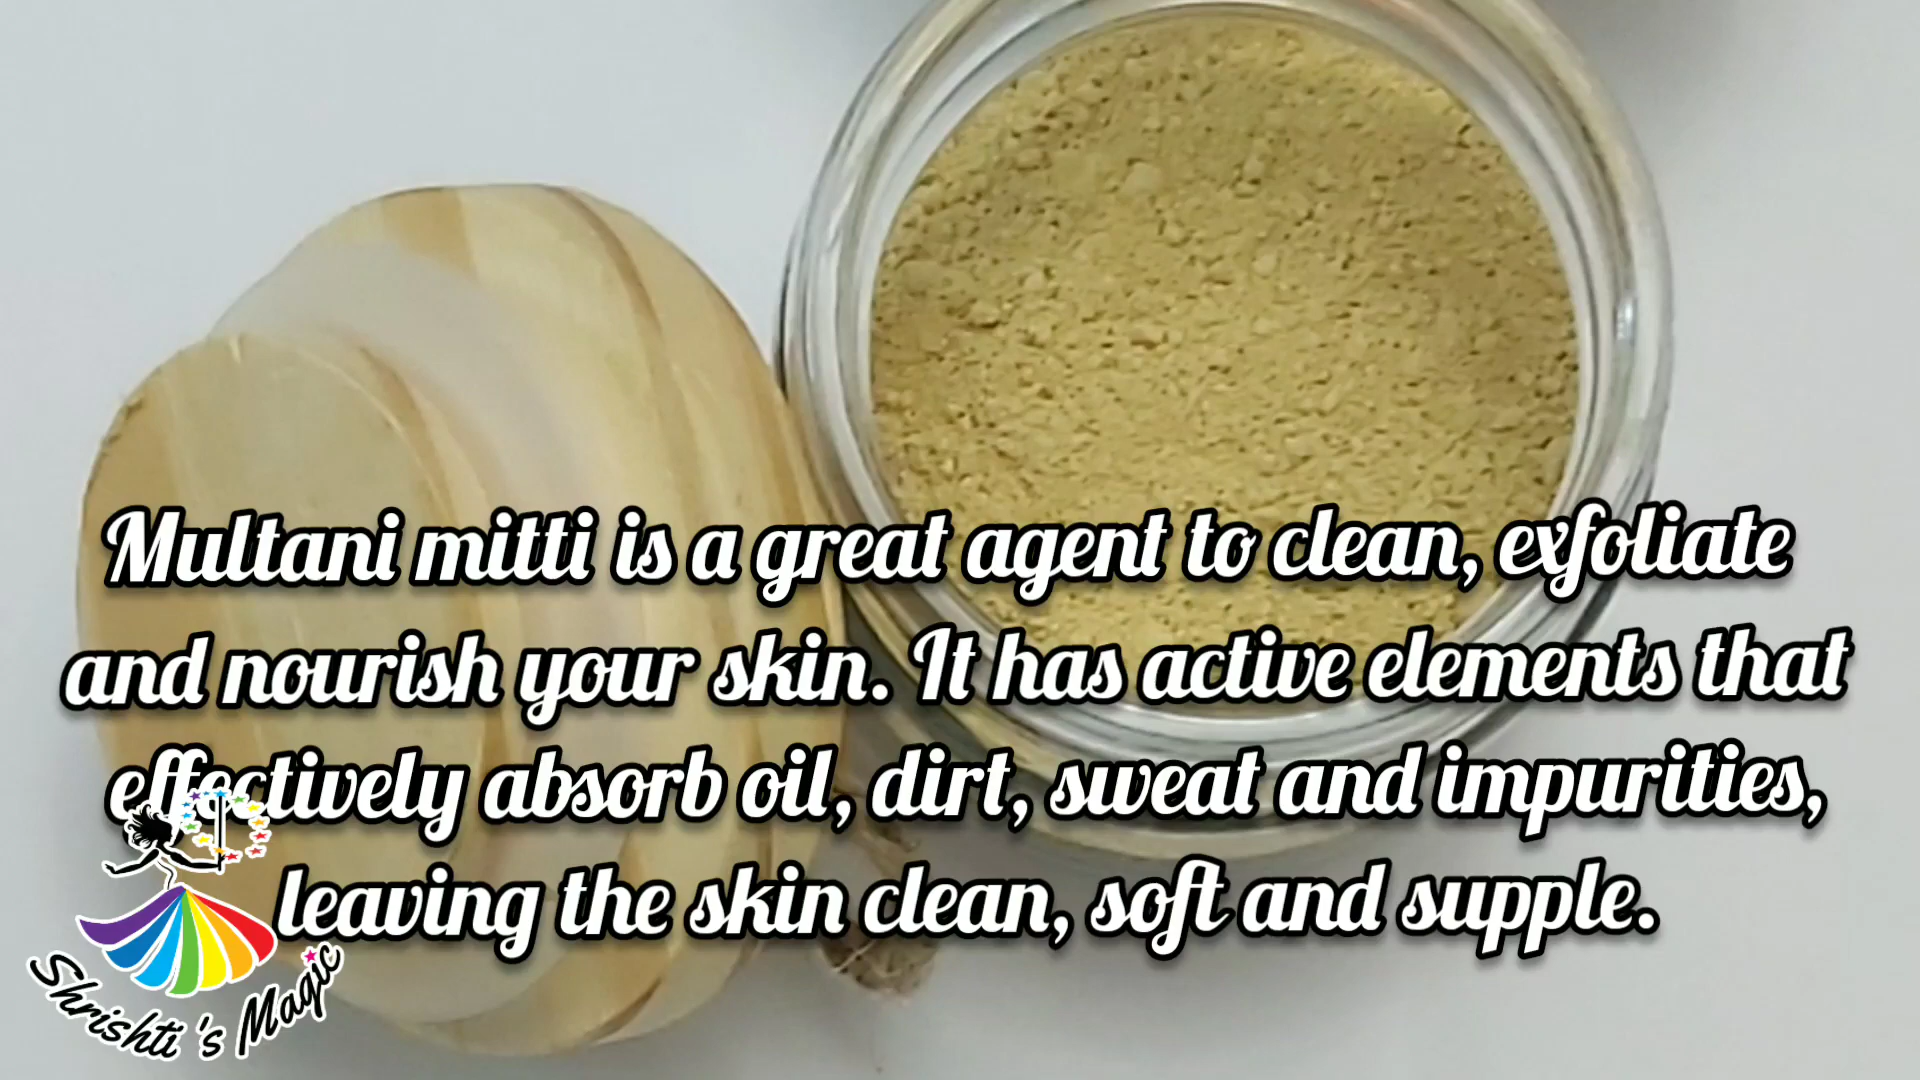 Multani mitti is a great agent to clean, exfoliate
and nourish your skin. It has active elements that
effectively absorb oil, dirt, sweat and impurities,
leaving the skin clean, soft and supple.
Shrishti's Magic